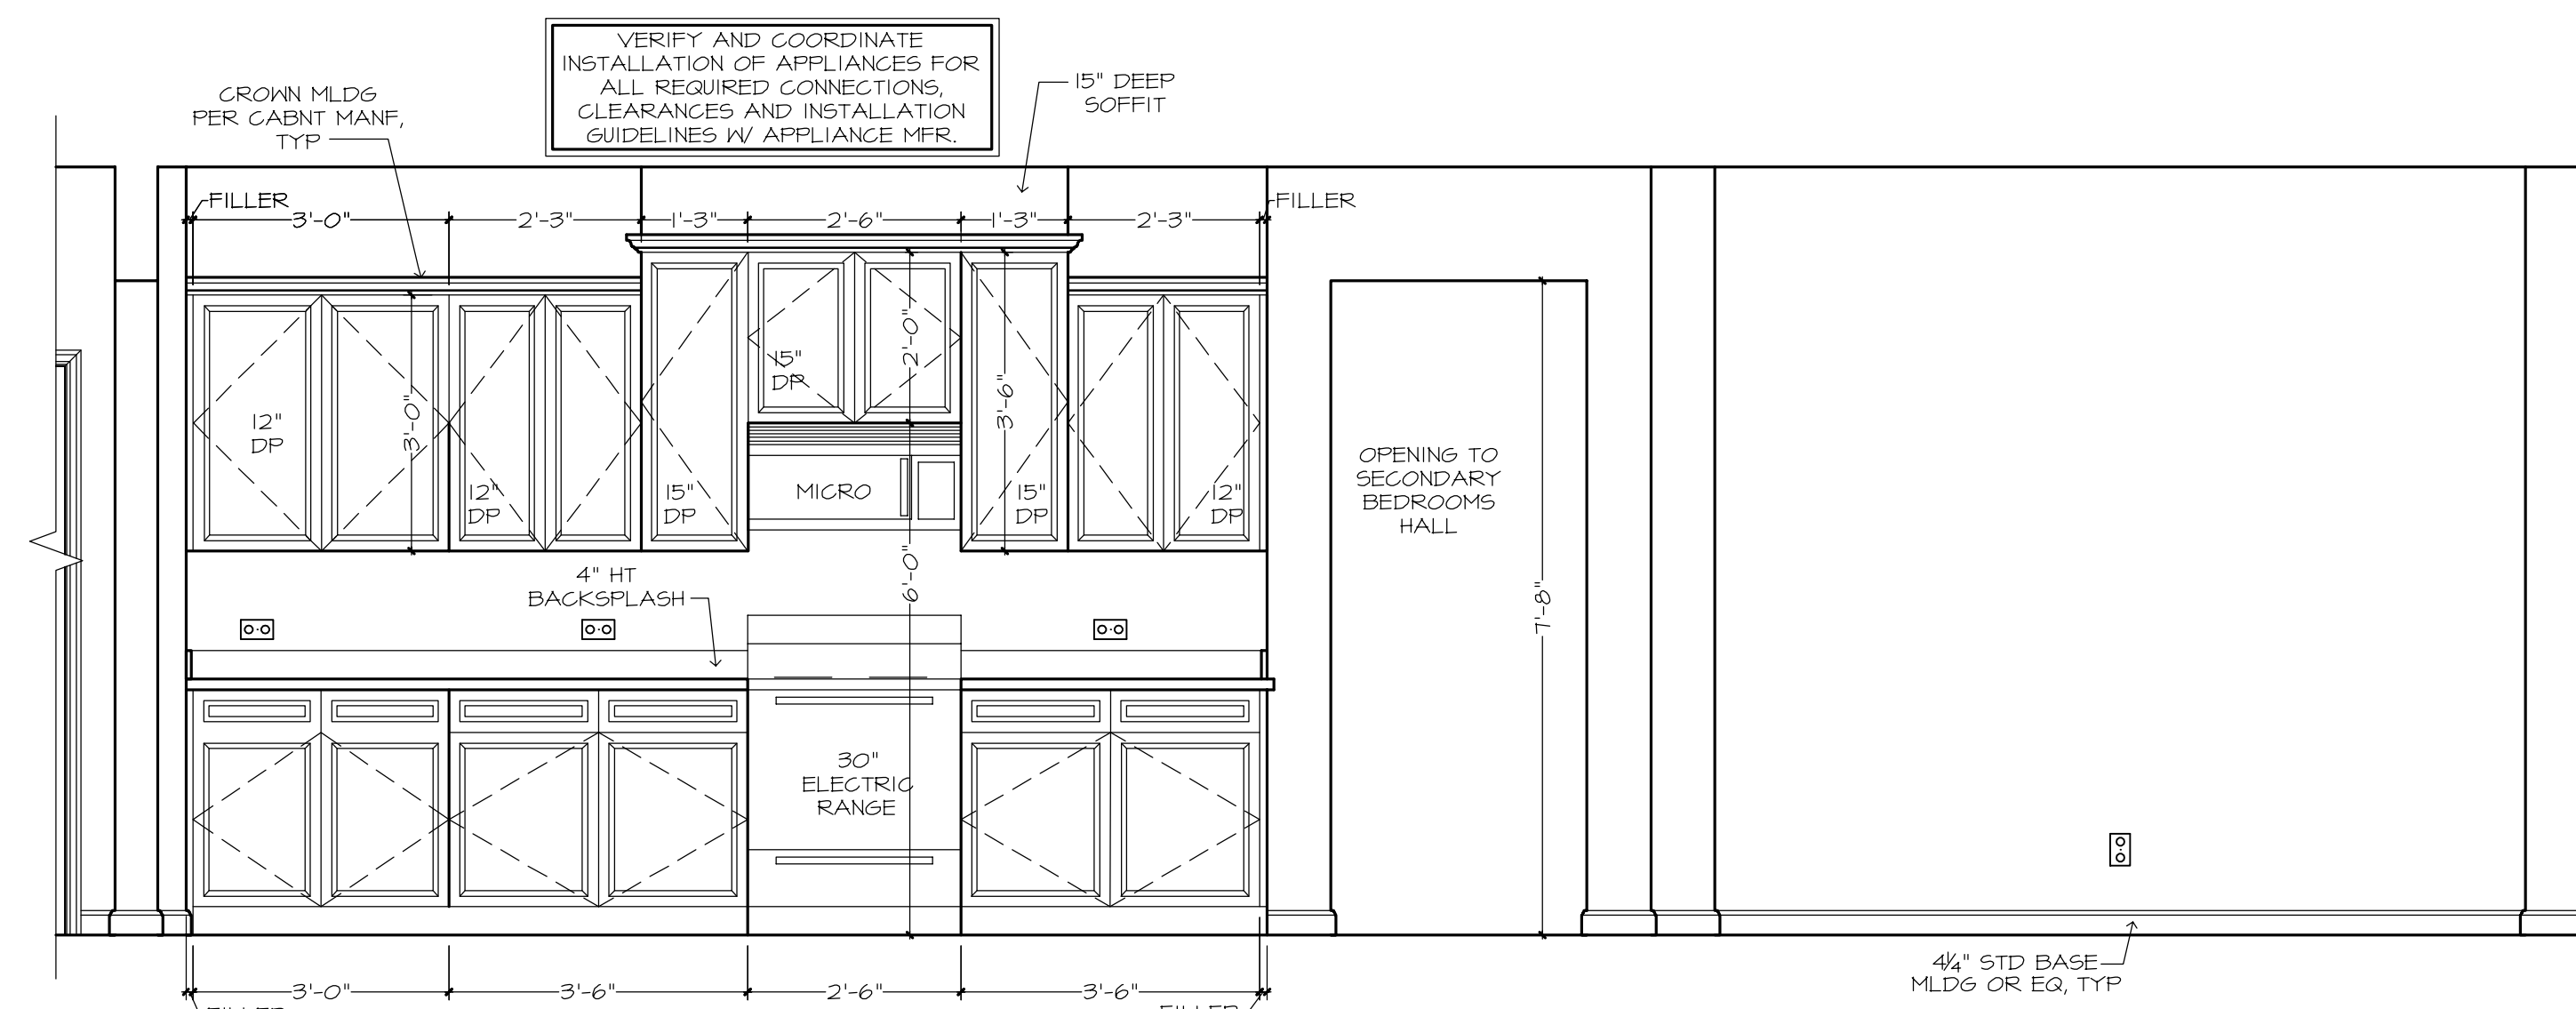 VERIFY AND COORDINATE
INSTALLATION OF APPLIANCES FOR
ALL REQUIRED CONNECTIONS,
CLEARANCES AND INSTALLATION
GUIDELINES W/ APPLIANCE MFR.
CROWN MLDG
PER CABNT MANF,
TYP
15" DEEP
SOFFIT
FILLER
FILLER
3'-0"
2'-3"
1'-3"
2'-6"
1'-3"
2'-3"
12"
DP
3'-0"
12"
DP
15"
DP
15"
DP
2'-0"
3'-6"
MICRO
15"
DP
12"
DP
OPENING TO
SECONDARY
BEDROOMS
HALL
4" HT
BACKSPLASH
6'-0"
7'-8"
30"
ELECTRIC
RANGE
4¼" STD BASE
MLDG OR EQ, TYP
3'-0"
3'-6"
2'-6"
3'-6"
FILLER
FILLER